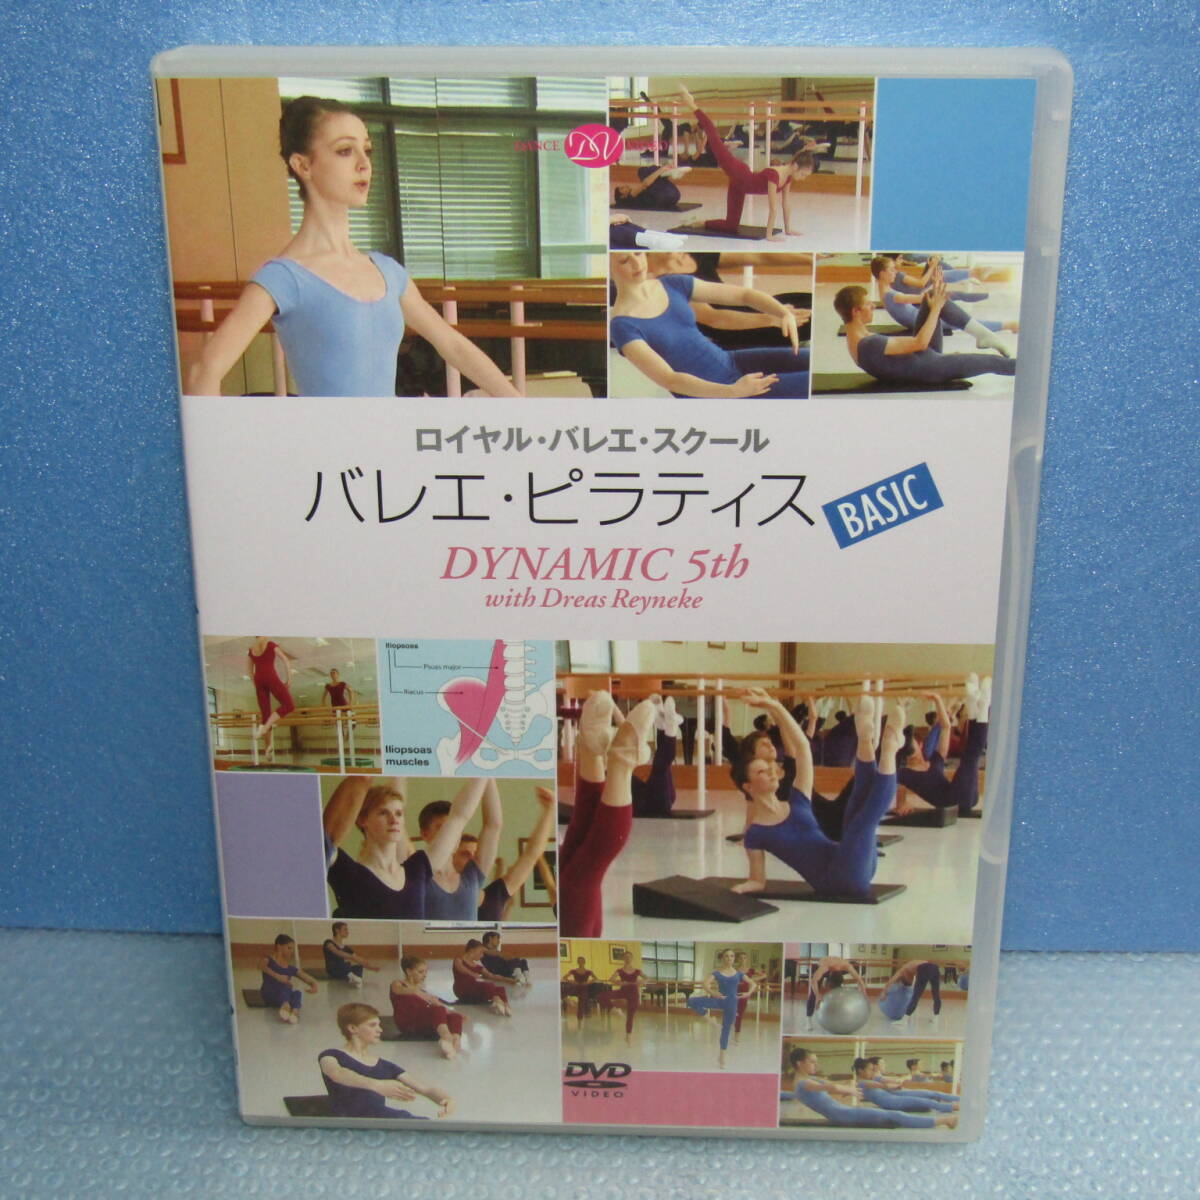 DANCE DV VIDEO
ロイヤル・バレエ・スクール
バレエ・ピラティス BASIC
DYNAMIC 5th
with Dreas Reyneke
Iliopsoas
Psoas major
Iliacus
Iliopsoas
muscles
DVD
VIDEO